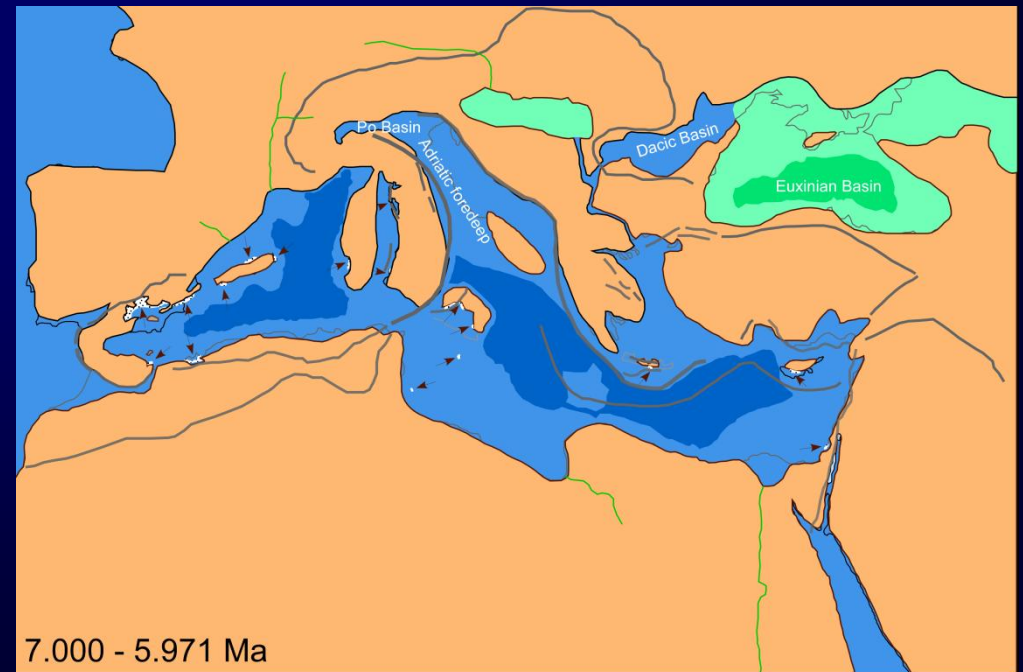 Po Basin
Adriatic foredeep
Dacic Basin
Euxinian Basin
7.000 - 5.971 Ma